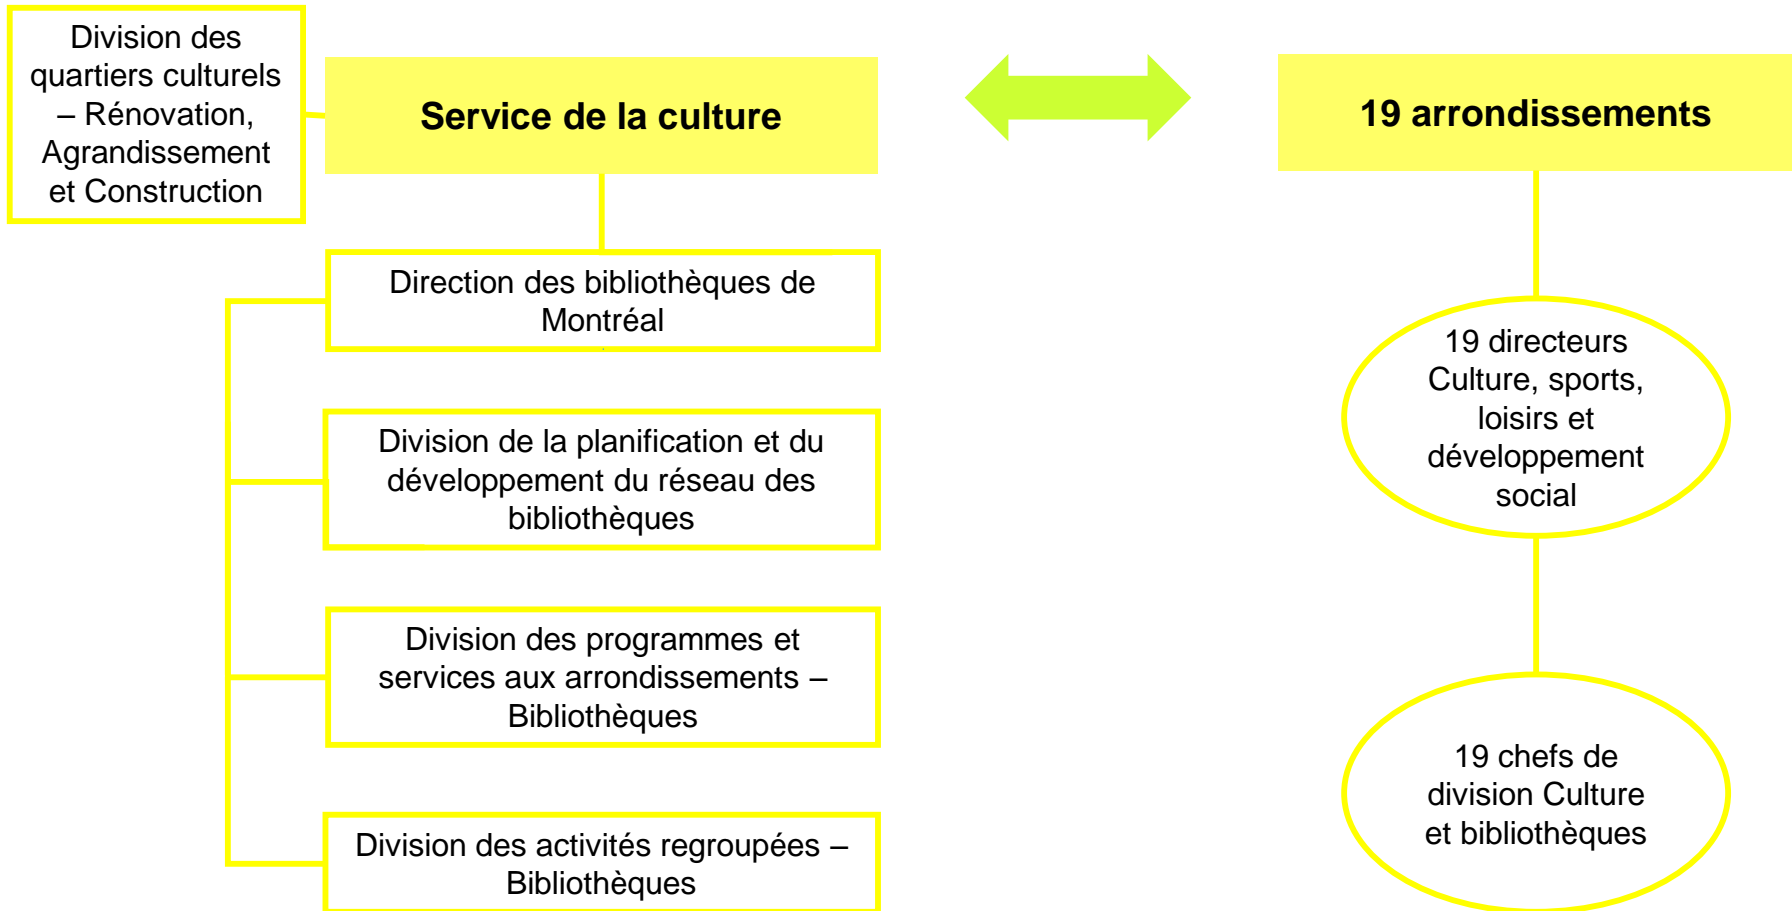 Division des
quartiers culturels
– Rénovation,
Agrandissement
et Construction
Service de la culture
19 arrondissements
Direction des bibliothèques de
Montréal
Division de la planification et du
développement du réseau des
bibliothèques
Division des programmes et
services aux arrondissements –
Bibliothèques
Division des activités regroupées –
Bibliothèques
19 directeurs
Culture, sports,
loisirs et
développement
social
19 chefs de
division Culture
et bibliothèques